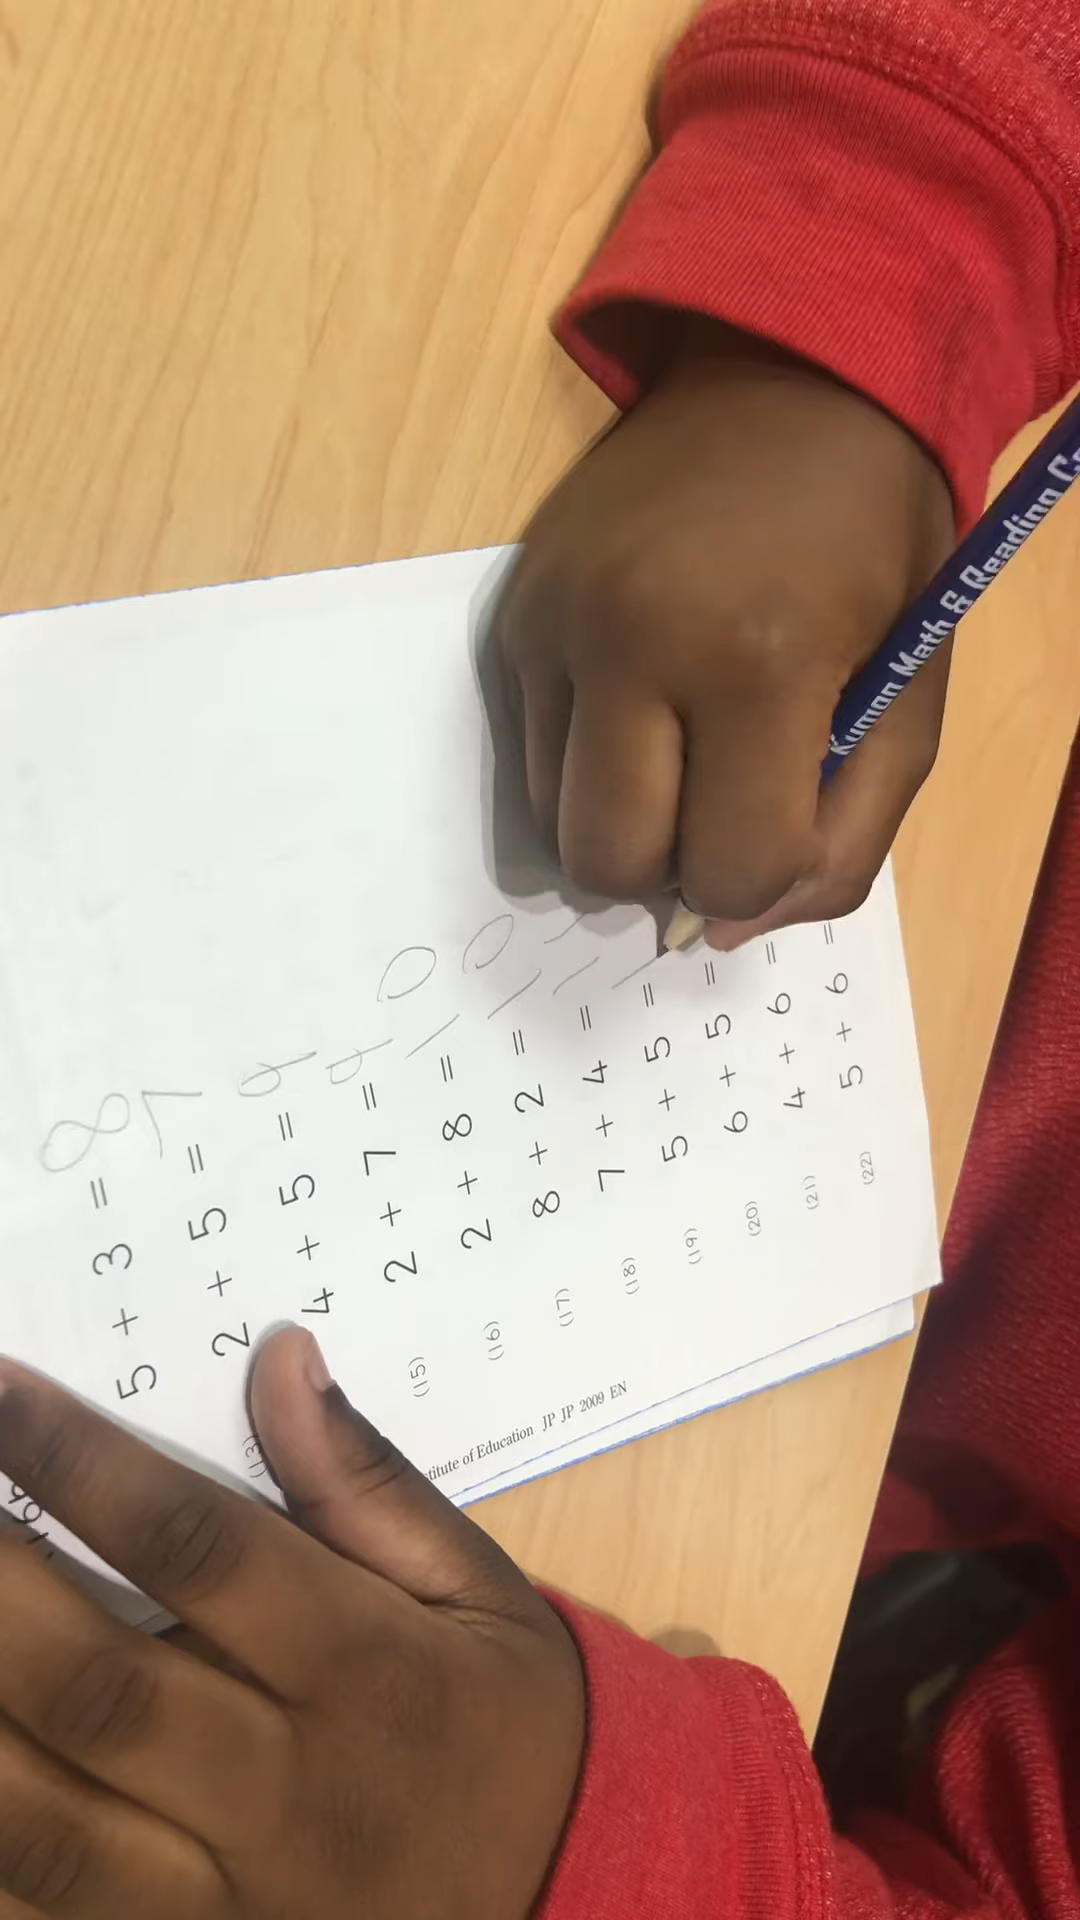 5 + 3 = 8
(13) 2 + 5 = 7
4 + 5 = 9
(15) 2 + 7 = 9
(16) 2 + 8 = 10
(17) 8 + 2 = 10
(18) 7 + 4 = 11
(19) 5 + 5 = 1
(20) 6 + 5 =
(21) 4 + 6 =
(22) 5 + 6 =
of Education JP JP 2009 EN
Kumon Math & Reading